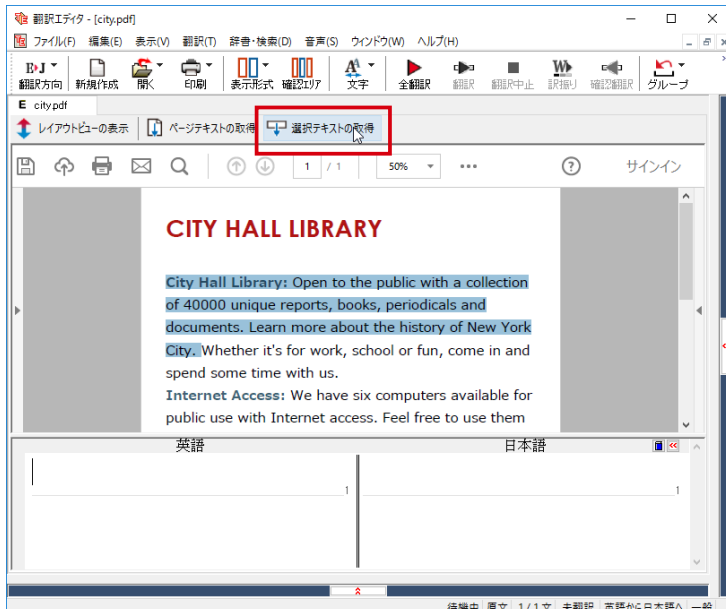 翻訳エディタ - [city.pdf]
ファイル(F) 編集(E) 表示(V) 翻訳(T) 辞書・検索(D) 音声(S) ウィンドウ(W) ヘルプ(H)
E▸J
翻訳方向 新規作成 開く 印刷 表示形式 確認エリア 文字 全翻訳 翻訳 翻訳中止 訳振り 確認翻訳 グループ
E city.pdf
レイアウトビューの表示 ページテキストの取得 選択テキストの取得
1 / 1 50% サインイン
CITY HALL LIBRARY
City Hall Library: Open to the public with a collection
of 40000 unique reports, books, periodicals and
documents. Learn more about the history of New York
City. Whether it's for work, school or fun, come in and
spend some time with us.
Internet Access: We have six computers available for
public use with Internet access. Feel free to use them
英語 日本語
1 1
待機中 原文 1/1文 未翻訳 英語から日本語へ 一般